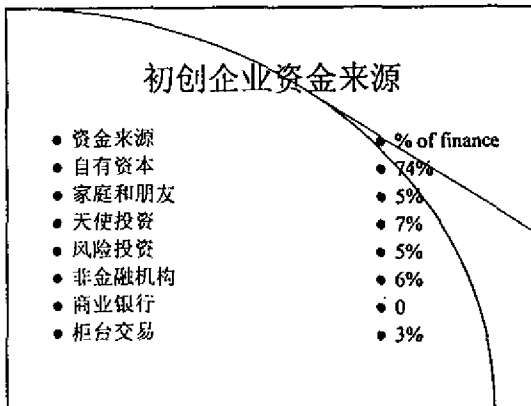 初创企业资金来源
● 资金来源 ● % of finance
● 自有资本 ● 74%
● 家庭和朋友 ● 5%
● 天使投资 ● 7%
● 风险投资 ● 5%
● 非金融机构 ● 6%
● 商业银行 ● 0
● 柜台交易 ● 3%